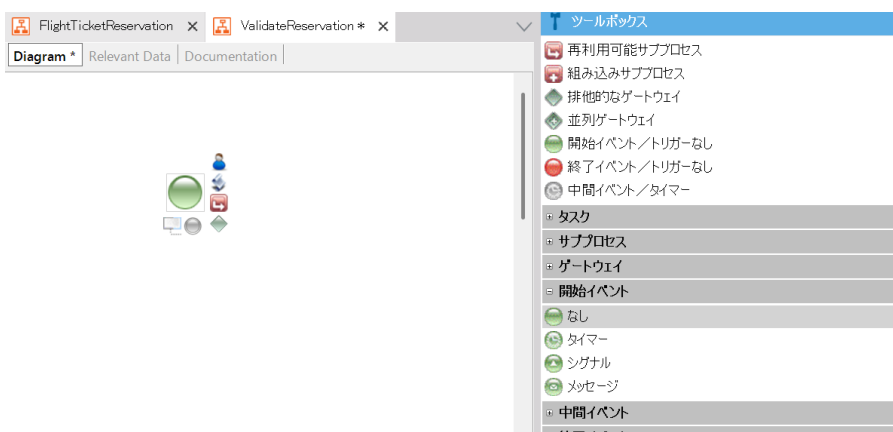 FlightTicketReservation
ValidateReservation *
Diagram *
Relevant Data
Documentation
ツールボックス
再利用可能サブプロセス
組み込みサブプロセス
排他的なゲートウェイ
並列ゲートウェイ
開始イベント/トリガーなし
終了イベント/トリガーなし
中間イベント/タイマー
タスク
サブプロセス
ゲートウェイ
開始イベント
なし
タイマー
シグナル
メッセージ
中間イベント